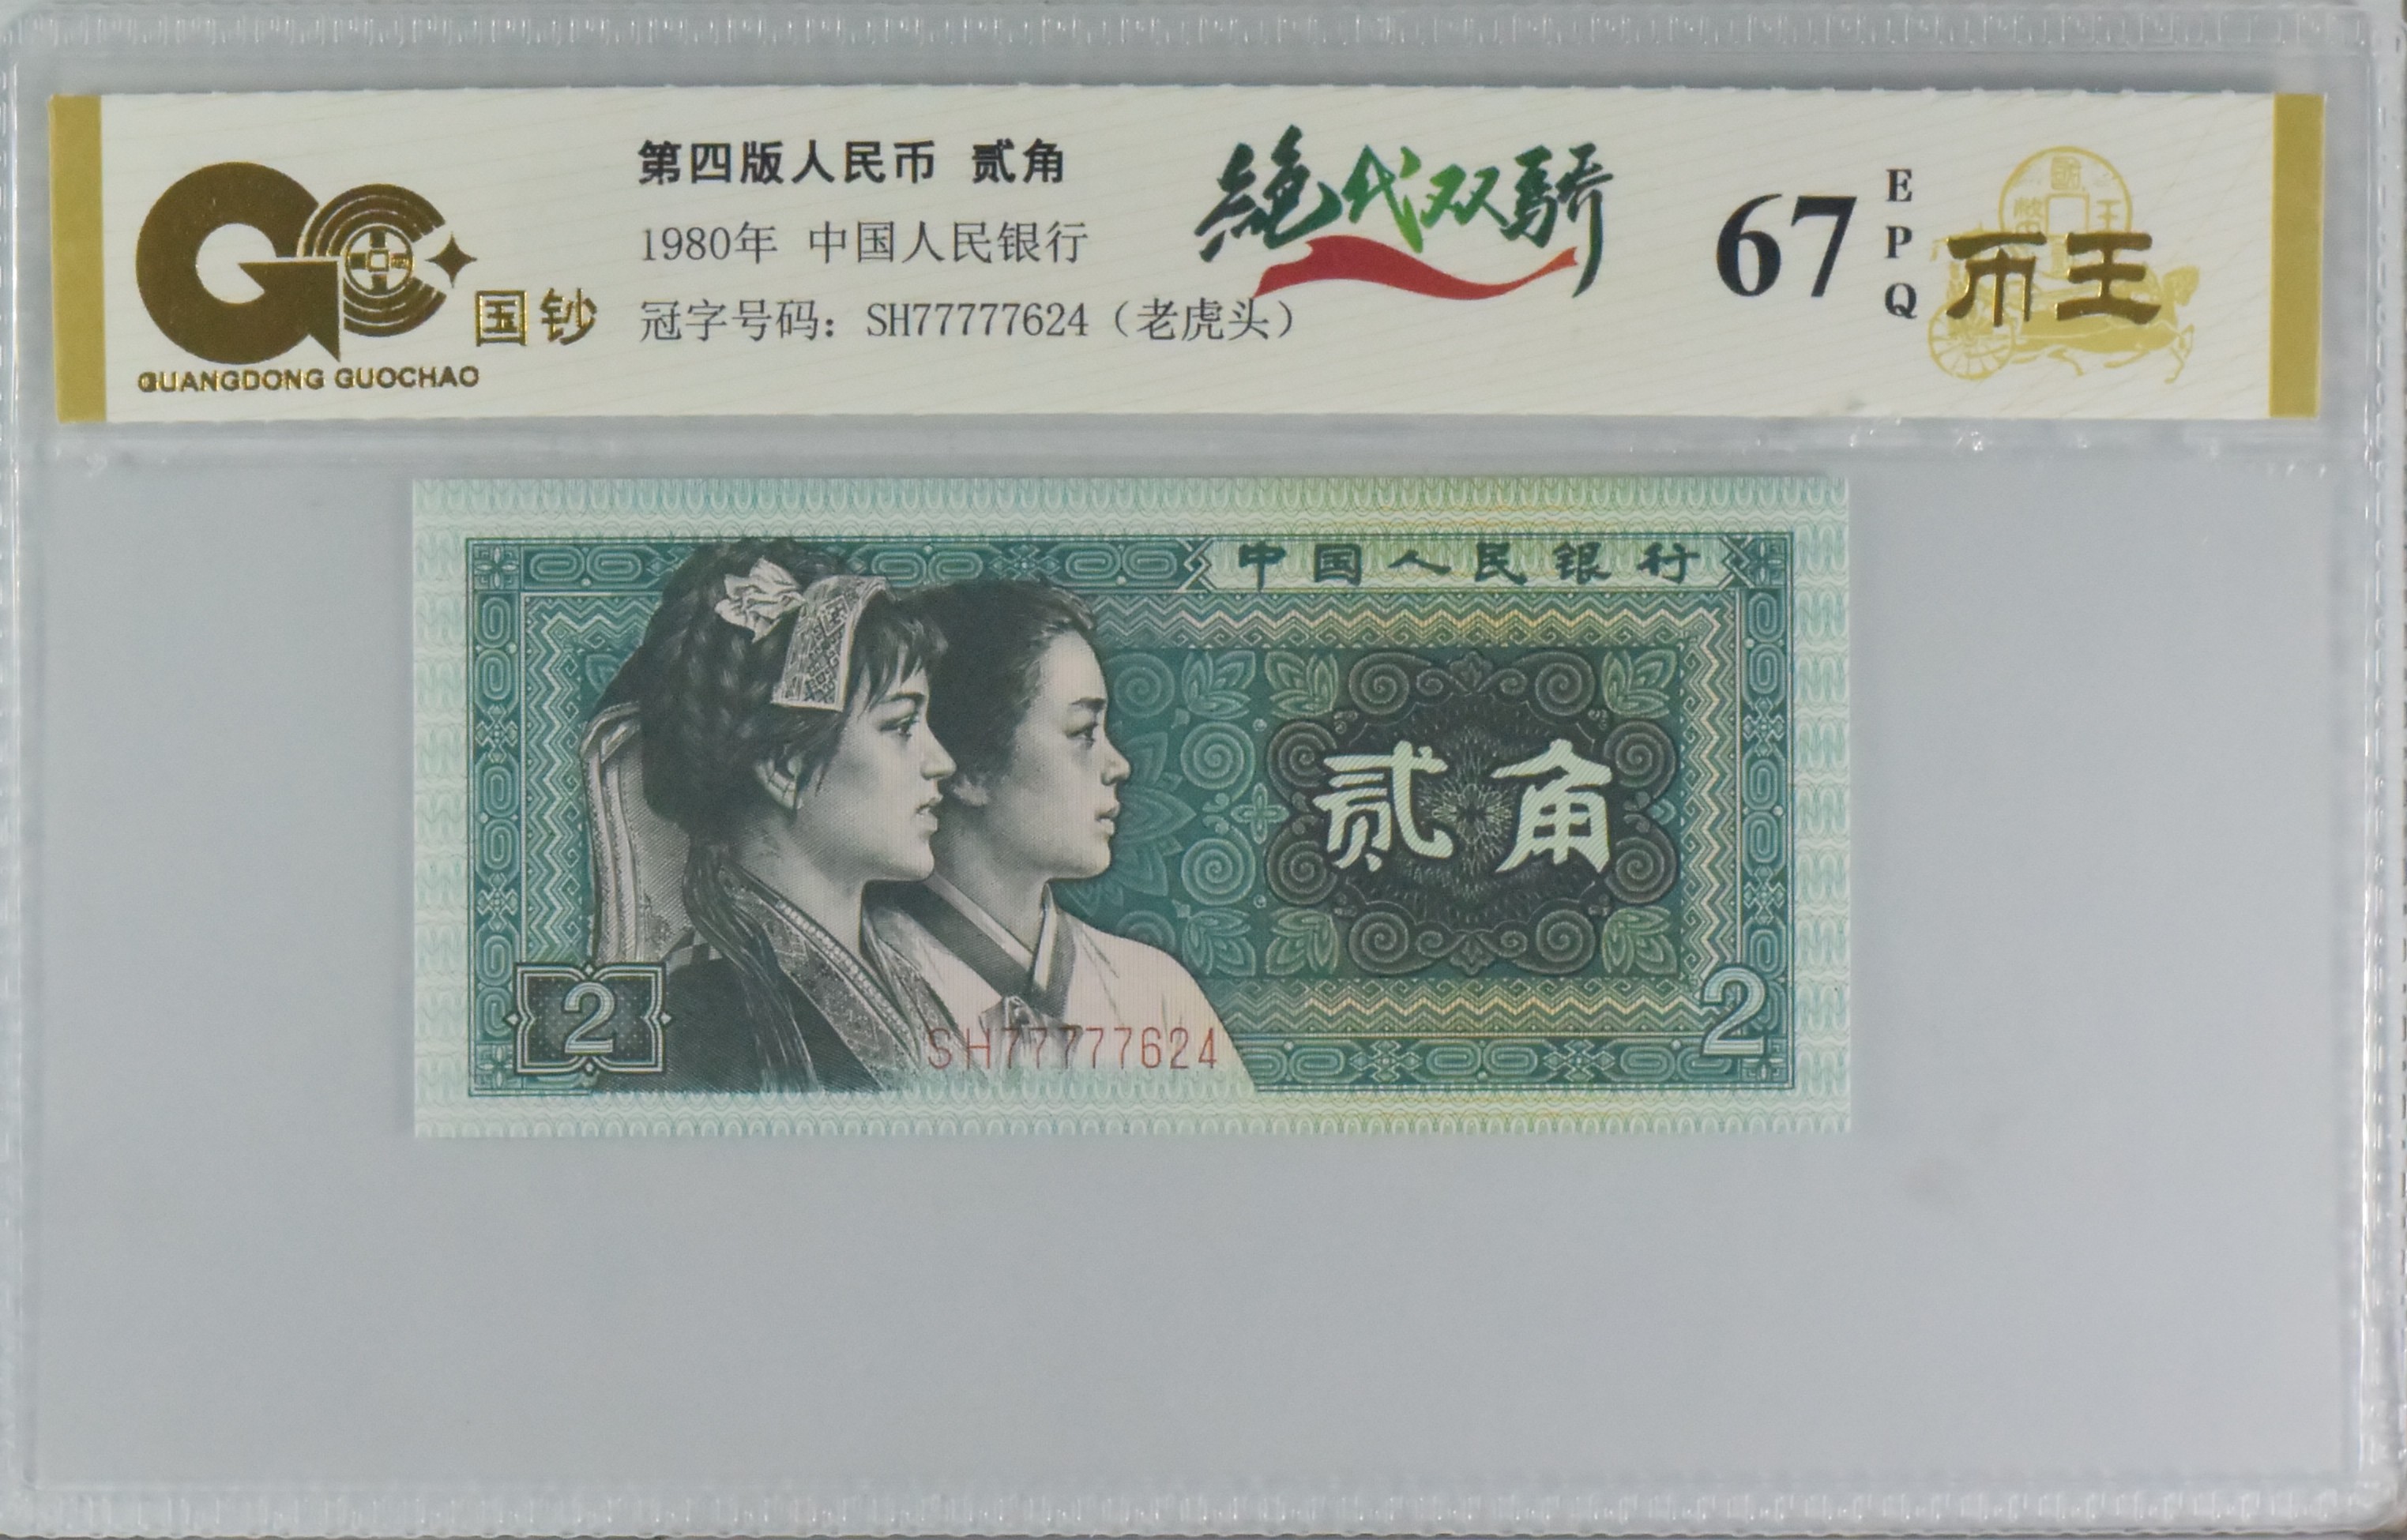 第四版人民币 贰角
1980年 中国人民银行
冠字号码：SH77777624（老虎头）
国钞
GUANGDONG GUOCHAO
絕代双骄
67
EPQ
币王
中国人民银行
贰角
2
SH77777624
2